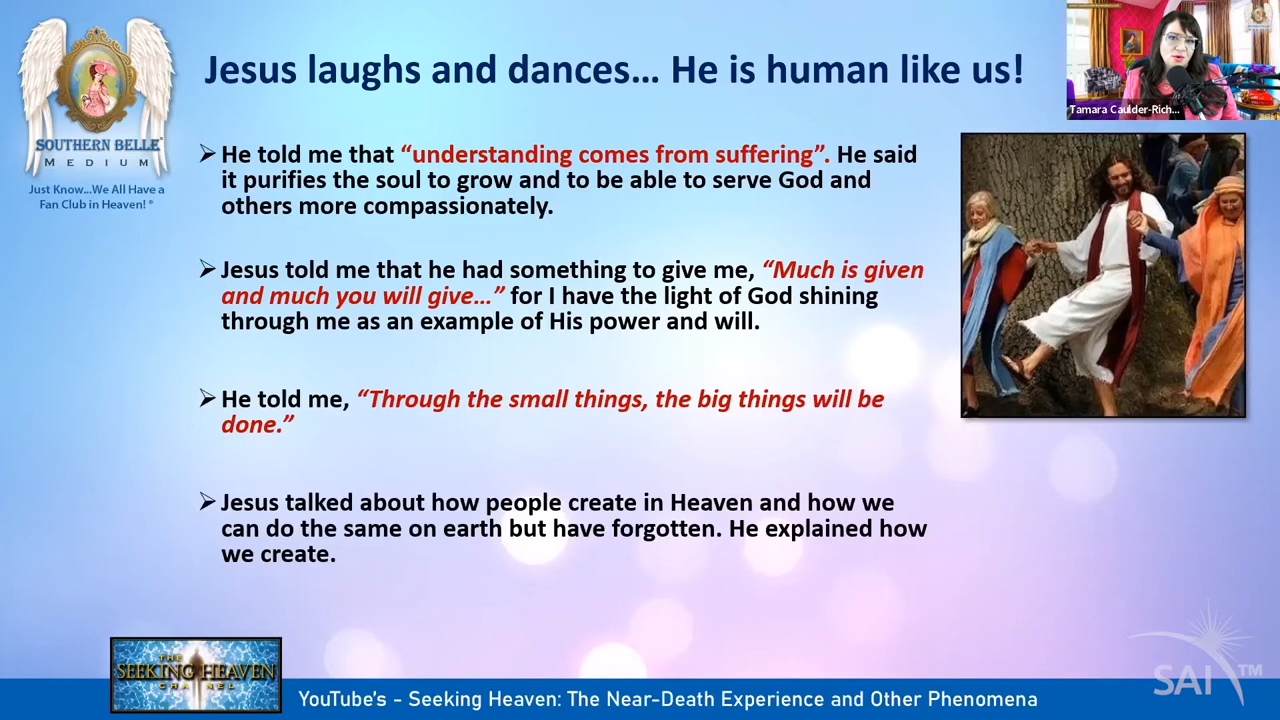 Jesus laughs and dances... He is human like us!
SOUTHERN BELLE®
MEDIUM
Just Know...We All Have a
Fan Club in Heaven! ®
Tamara Caulder-Rich...
➢ He told me that “understanding comes from suffering”. He said
it purifies the soul to grow and to be able to serve God and
others more compassionately.
➢ Jesus told me that he had something to give me, “Much is given
and much you will give...” for I have the light of God shining
through me as an example of His power and will.
➢ He told me, “Through the small things, the big things will be
done.”
➢ Jesus talked about how people create in Heaven and how we
can do the same on earth but have forgotten. He explained how
we create.
THE
SEEKING HEAVEN
CHANNEL
YouTube's - Seeking Heaven: The Near-Death Experience and Other Phenomena
SAI™